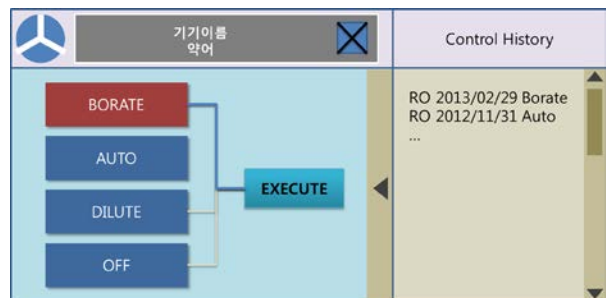 기기이름
약어
Control History
BORATE
AUTO
DILUTE
OFF
EXECUTE
RO 2013/02/29 Borate
RO 2012/11/31 Auto
...